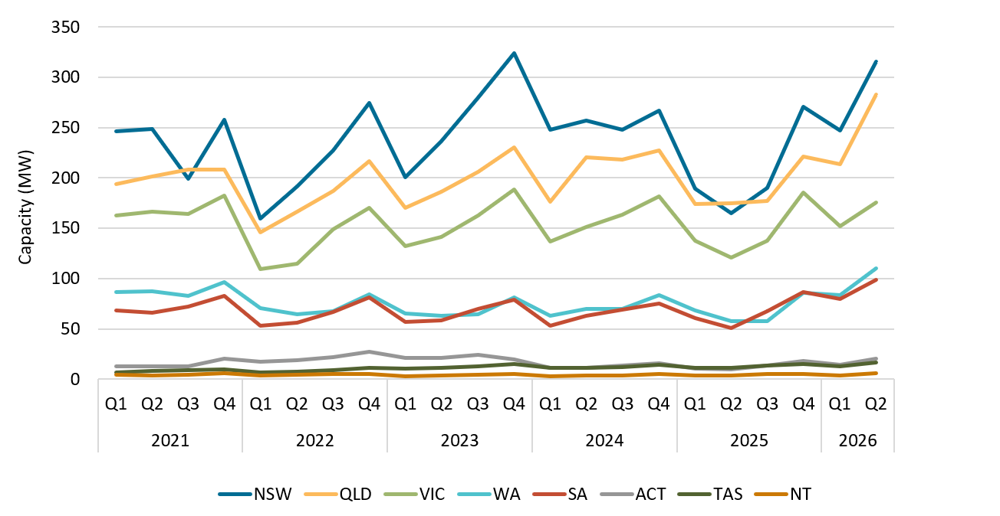 350
300
250
200
150
100
50
0
Capacity (MW)
Q1 Q2 Q3 Q4 Q1 Q2 Q3 Q4 Q1 Q2 Q3 Q4 Q1 Q2 Q3 Q4 Q1 Q2 Q3 Q4 Q1 Q2
2021 2022 2023 2024 2025 2026
NSW QLD VIC WA SA ACT TAS NT